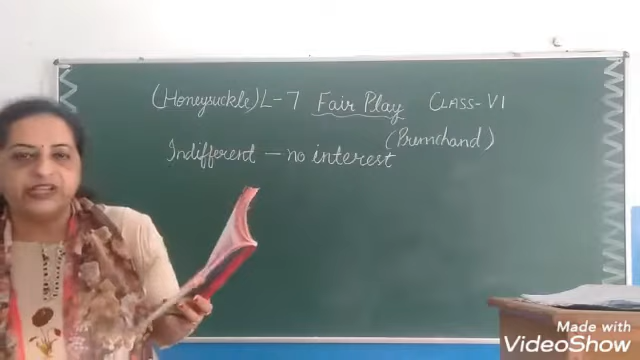 (Honeysuckle) L-7 Fair Play CLASS-VI
(Premchand)
Indifferent — no interest
Made with
VideoShow